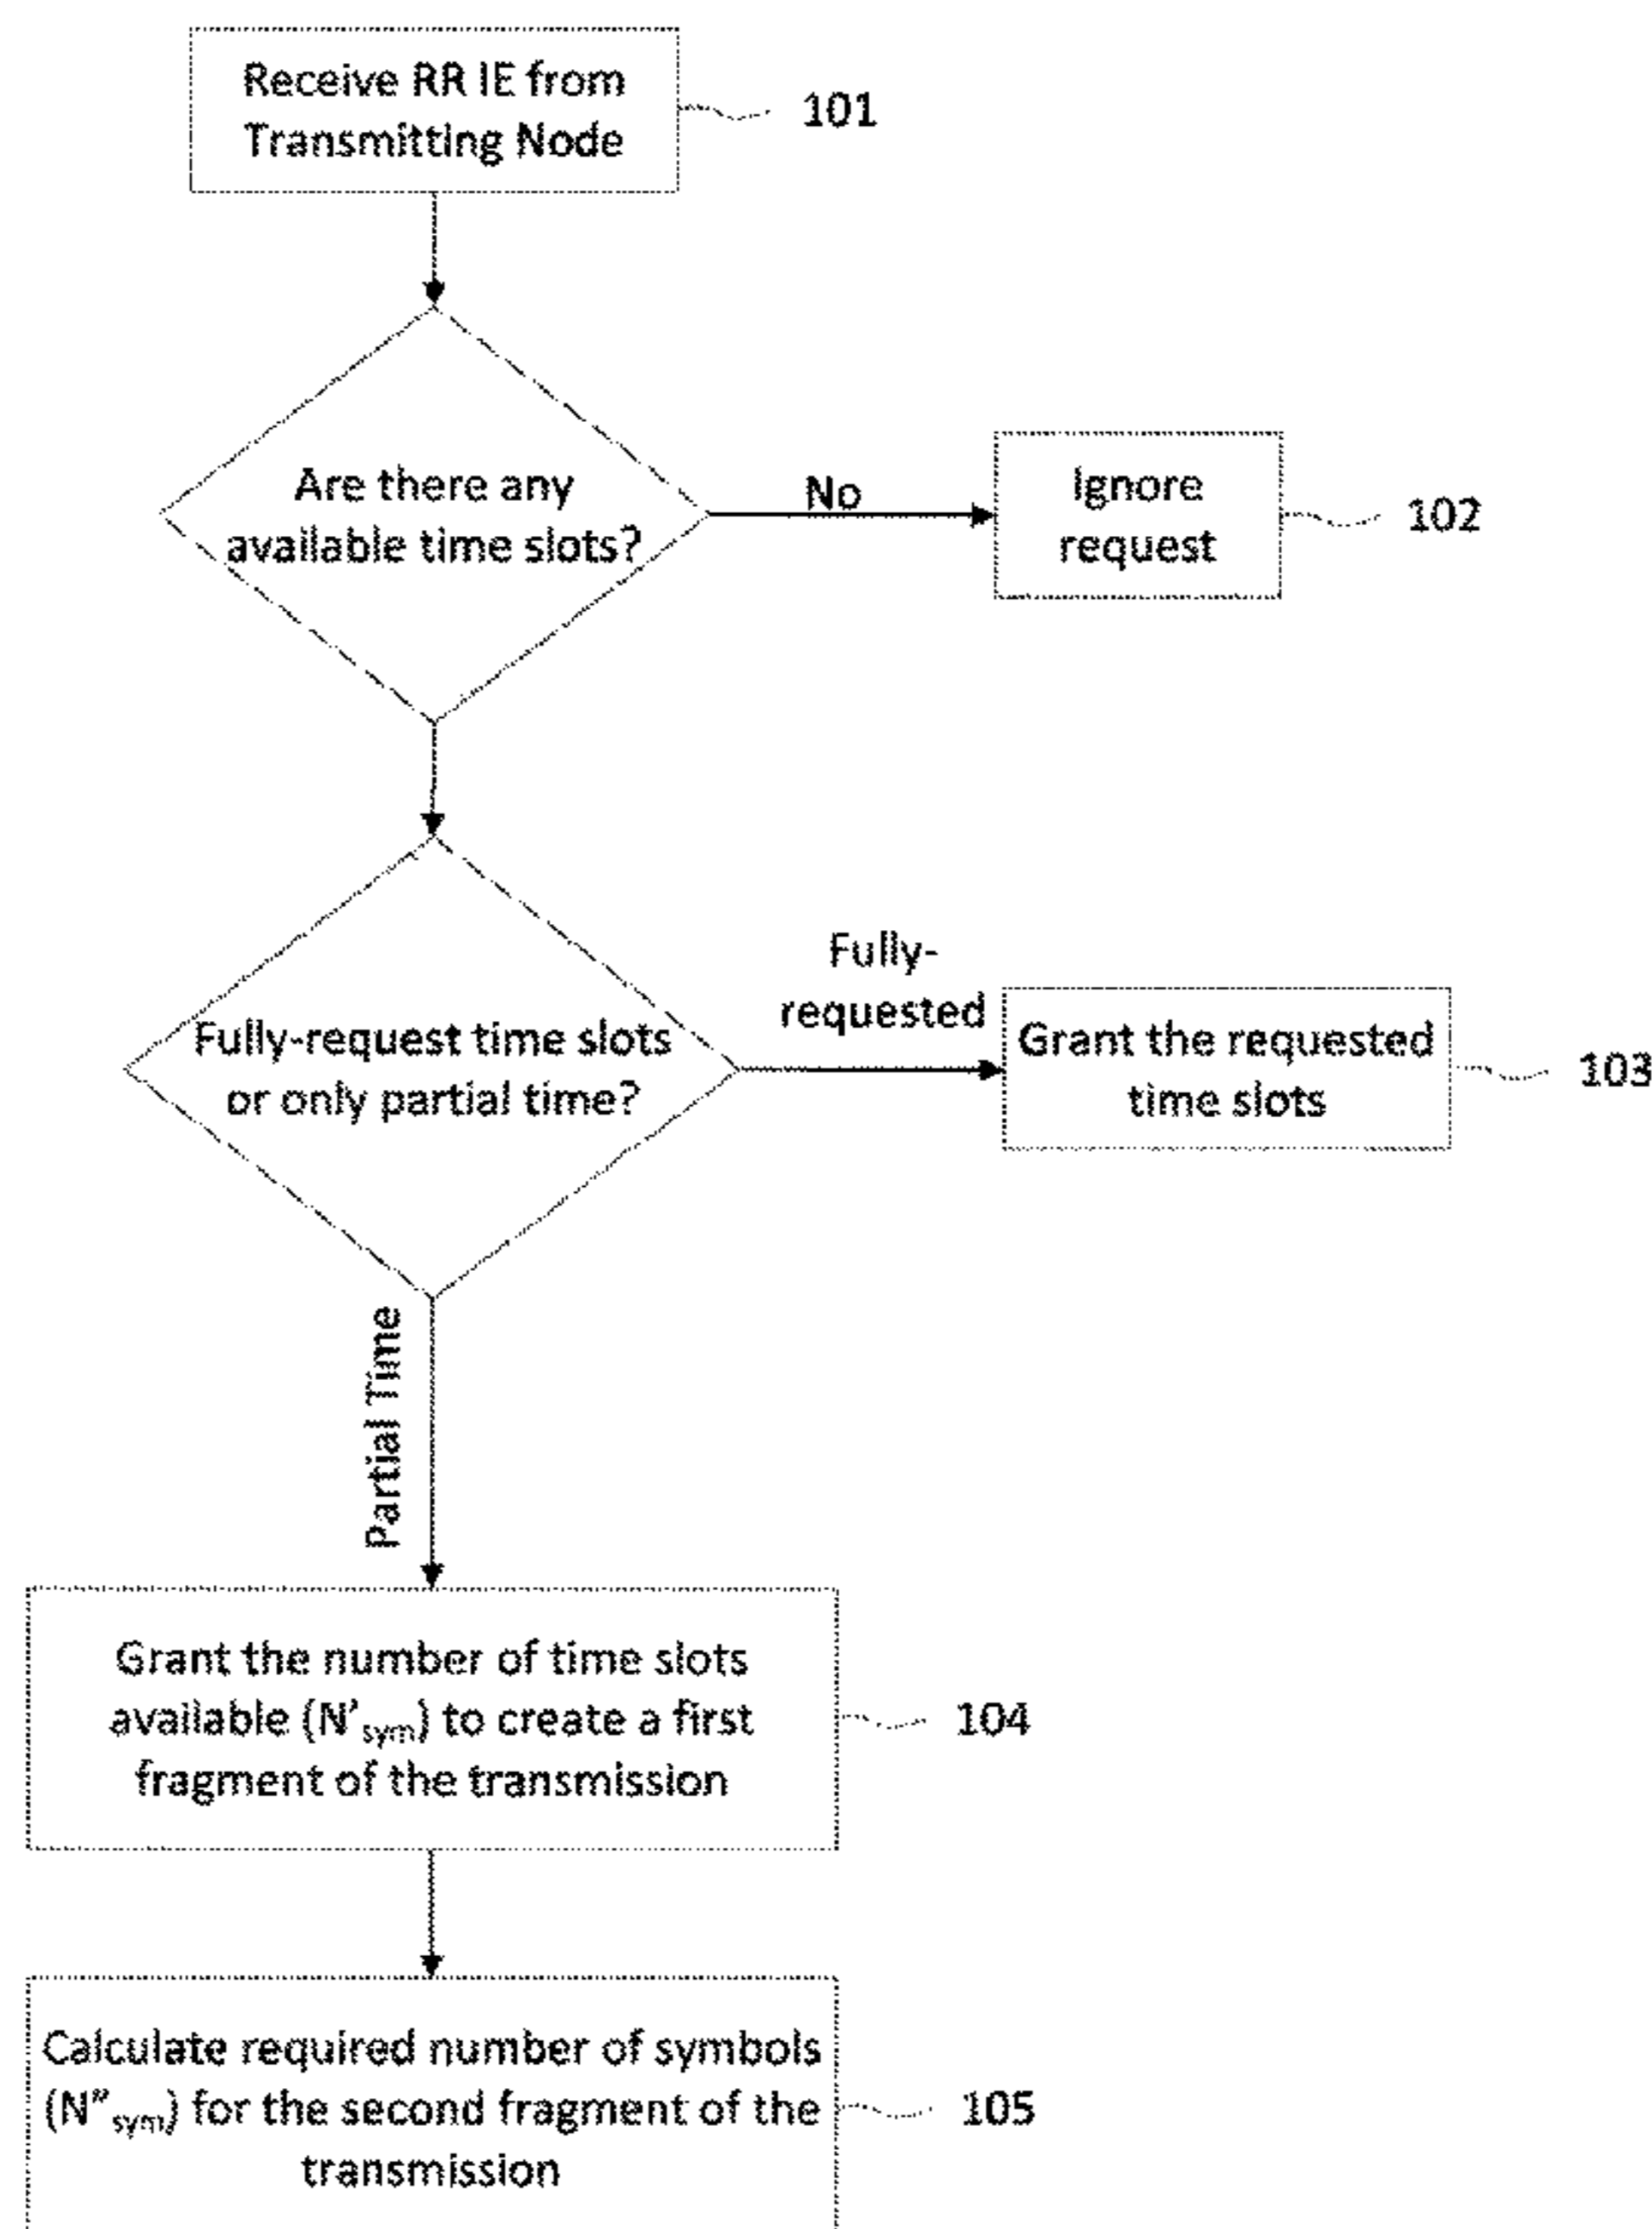 Receive RR IE from
Transmitting Node
101
Are there any
available time slots?
No
Ignore
request
102
Fully-request time slots
or only partial time?
Fully-
requested
Grant the requested
time slots
103
Partial Time
Grant the number of time slots
available (N'sym) to create a first
fragment of the transmission
104
Calculate required number of symbols
(N"sym) for the second fragment of the
transmission
105